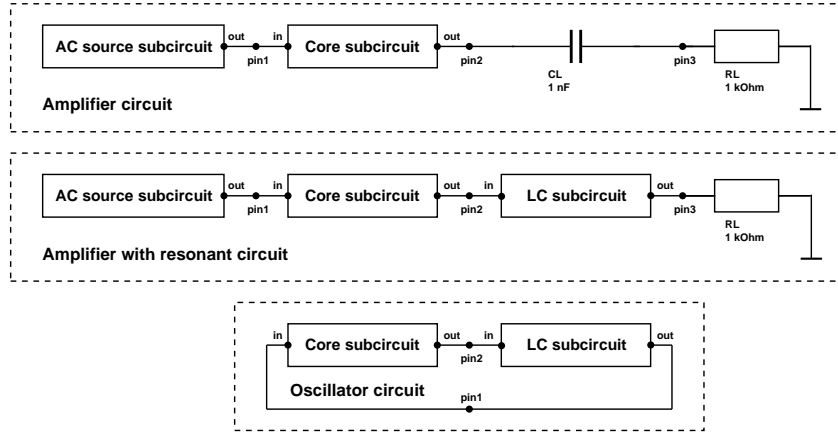 AC source subcircuit out in Core subcircuit out
pin1 pin2 pin3
CL RL
1 nF 1 kOhm
Amplifier circuit
AC source subcircuit out in Core subcircuit out in LC subcircuit out
pin1 pin2 pin3
RL
1 kOhm
Amplifier with resonant circuit
in Core subcircuit out in LC subcircuit out
pin2
Oscillator circuit
pin1